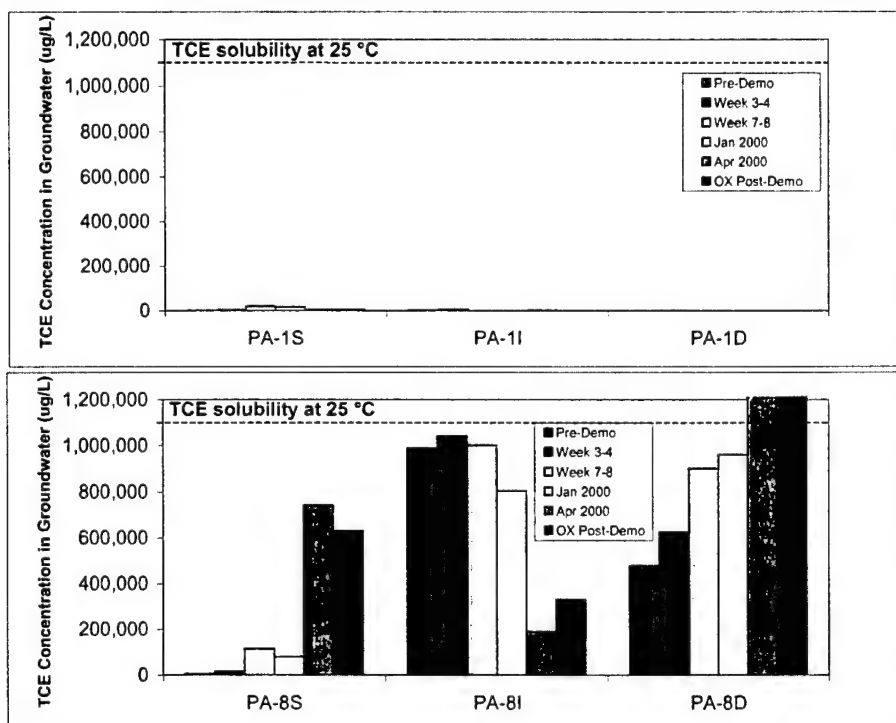 TCE Concentration in Groundwater (ug/L)
1,200,000
1,000,000
800,000
600,000
400,000
200,000
0
TCE solubility at 25 °C
Pre-Demo
Week 3-4
Week 7-8
Jan 2000
Apr 2000
OX Post-Demo
PA-1S
PA-1I
PA-1D
TCE Concentration in Groundwater (ug/L)
1,200,000
1,000,000
800,000
600,000
400,000
200,000
0
TCE solubility at 25 °C
Pre-Demo
Week 3-4
Week 7-8
Jan 2000
Apr 2000
OX Post-Demo
PA-8S
PA-8I
PA-8D